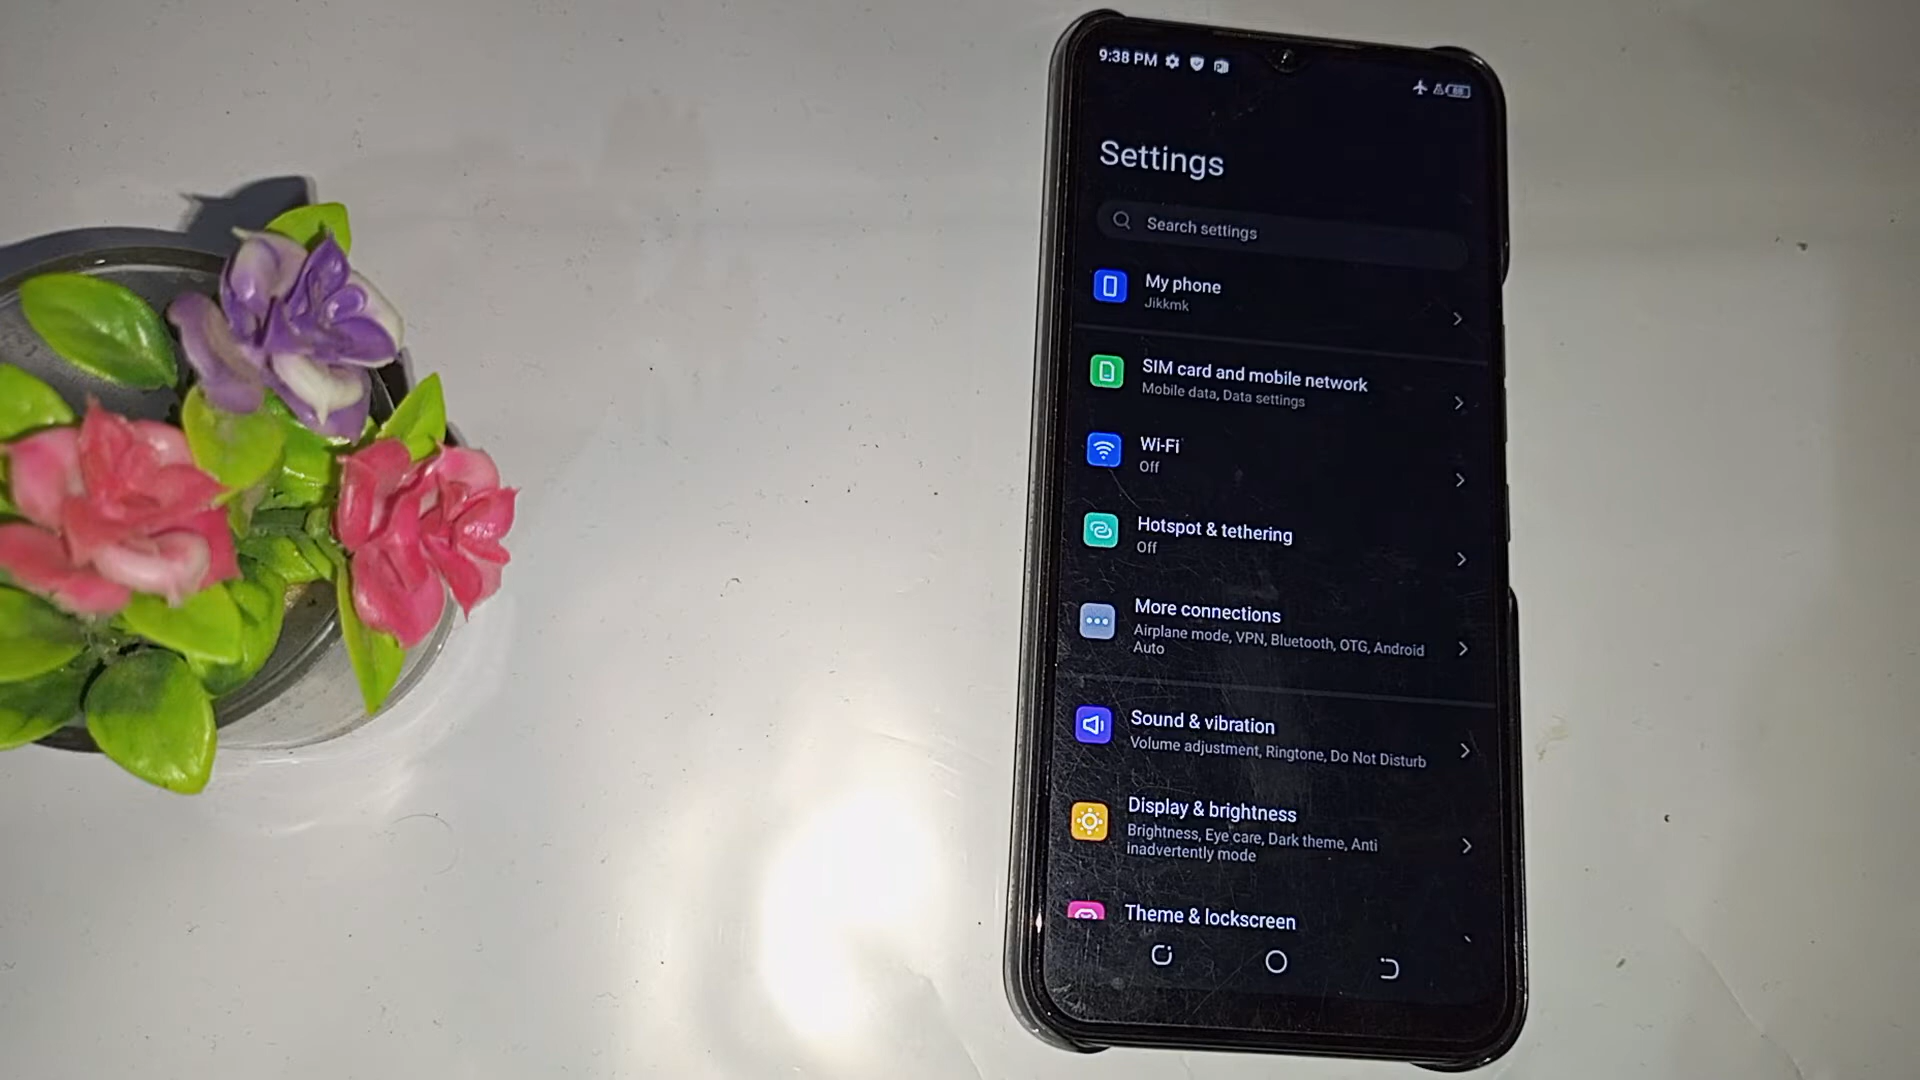 9:38 PM
Settings
Search settings
My phone
Jikkmk
SIM card and mobile network
Mobile data, Data settings
Wi-Fi
Off
Hotspot & tethering
Off
More connections
Airplane mode, VPN, Bluetooth, OTG, Android
Auto
Sound & vibration
Volume adjustment, Ringtone, Do Not Disturb
Display & brightness
Brightness, Eye care, Dark theme, Anti
inadvertently mode
Theme & lockscreen